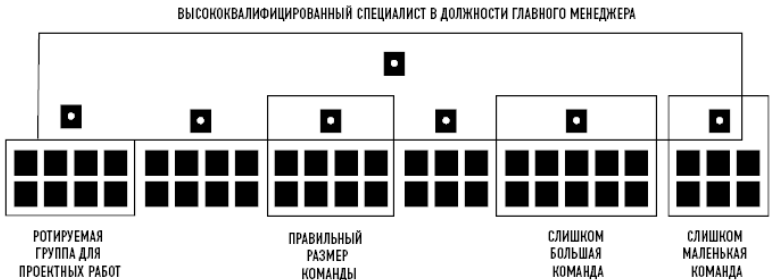 ВЫСОКОКВАЛИФИЦИРОВАННЫЙ СПЕЦИАЛИСТ В ДОЛЖНОСТИ ГЛАВНОГО МЕНЕДЖЕРА
РОТИРУЕМАЯ
ГРУППА ДЛЯ
ПРОЕКТНЫХ РАБОТ
ПРАВИЛЬНЫЙ
РАЗМЕР
КОМАНДЫ
СЛИШКОМ
БОЛЬШАЯ
КОМАНДА
СЛИШКОМ
МАЛЕНЬКАЯ
КОМАНДА